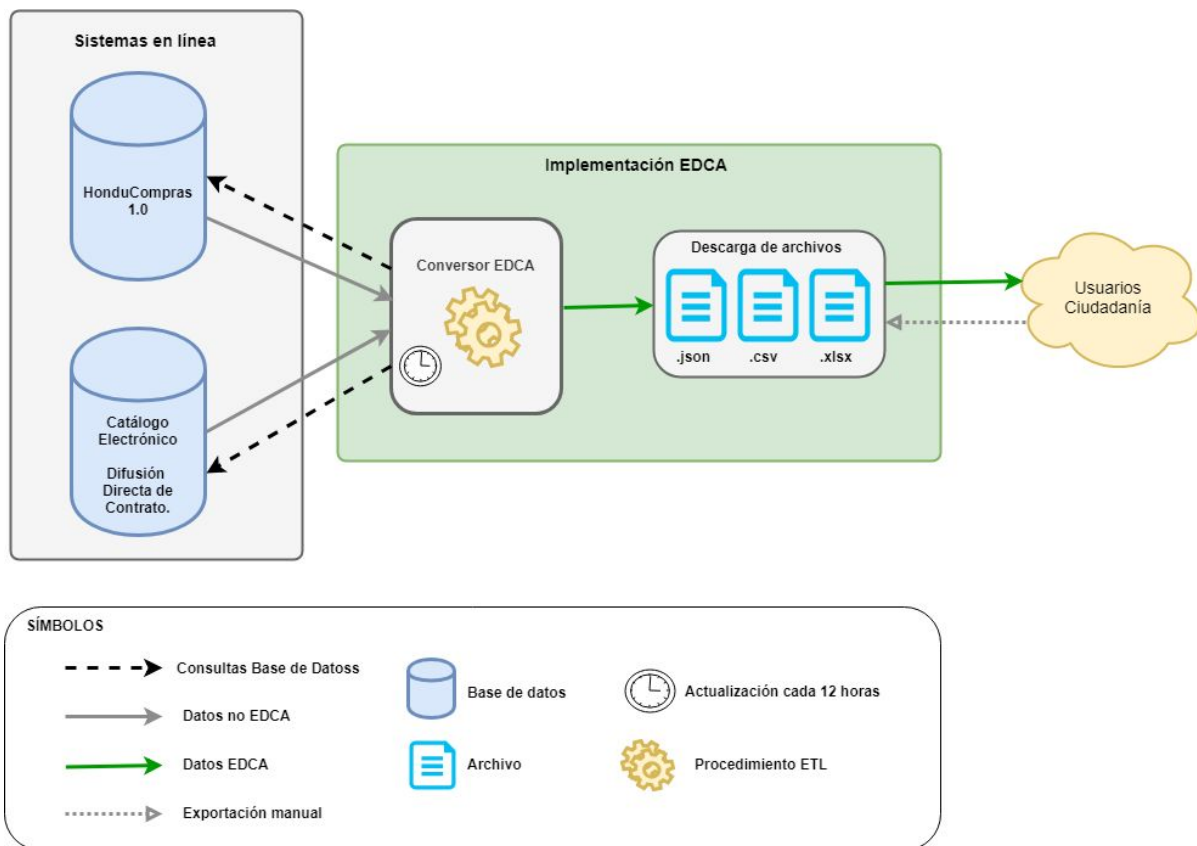 Sistemas en línea
HonduCompras
1.0
Catálogo
Electrónico
Difusión
Directa de
Contrato.
Implementación EDCA
Conversor EDCA
Descarga de archivos
.json
.csv
.xlsx
Usuarios
Ciudadanía
SÍMBOLOS
Consultas Base de Datoss
Base de datos
Actualización cada 12 horas
Datos no EDCA
Datos EDCA
Archivo
Procedimiento ETL
Exportación manual